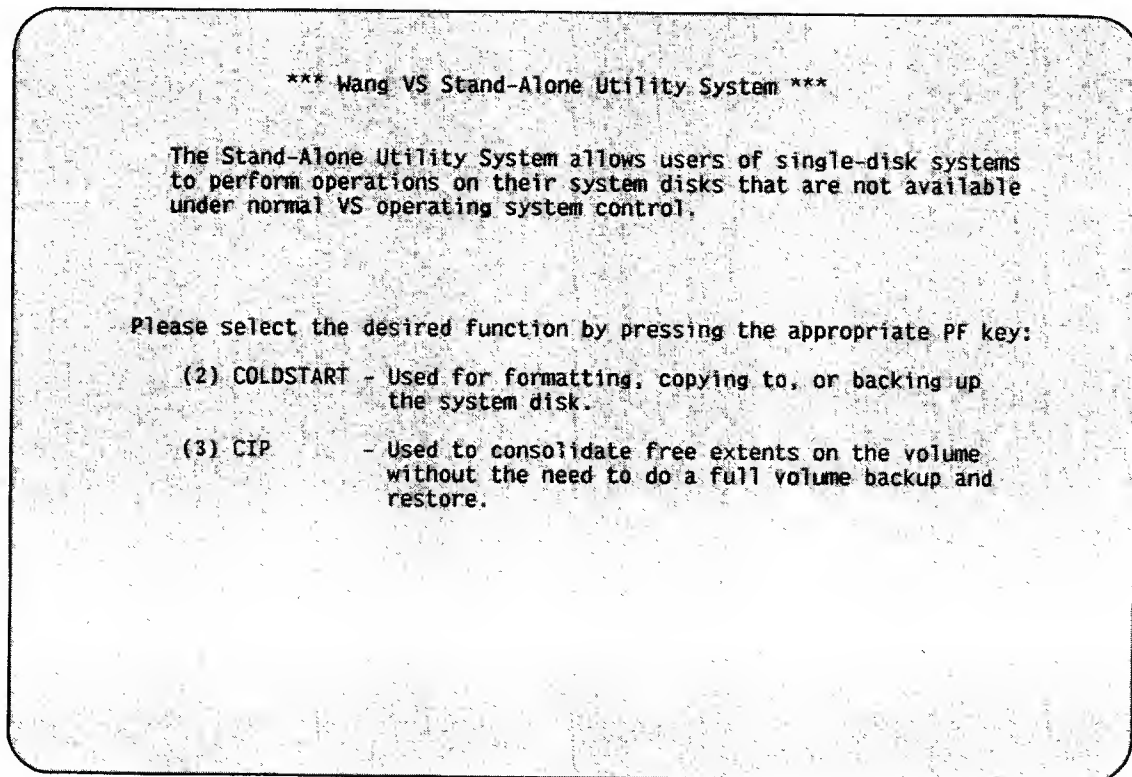 *** Wang VS Stand-Alone Utility System ***
The Stand-Alone Utility System allows users of single-disk systems
to perform operations on their system disks that are not available
under normal VS operating system control.
Please select the desired function by pressing the appropriate PF key:
(2) COLDSTART - Used for formatting, copying to, or backing up
the system disk.
(3) CIP - Used to consolidate free extents on the volume
without the need to do a full volume backup and
restore.